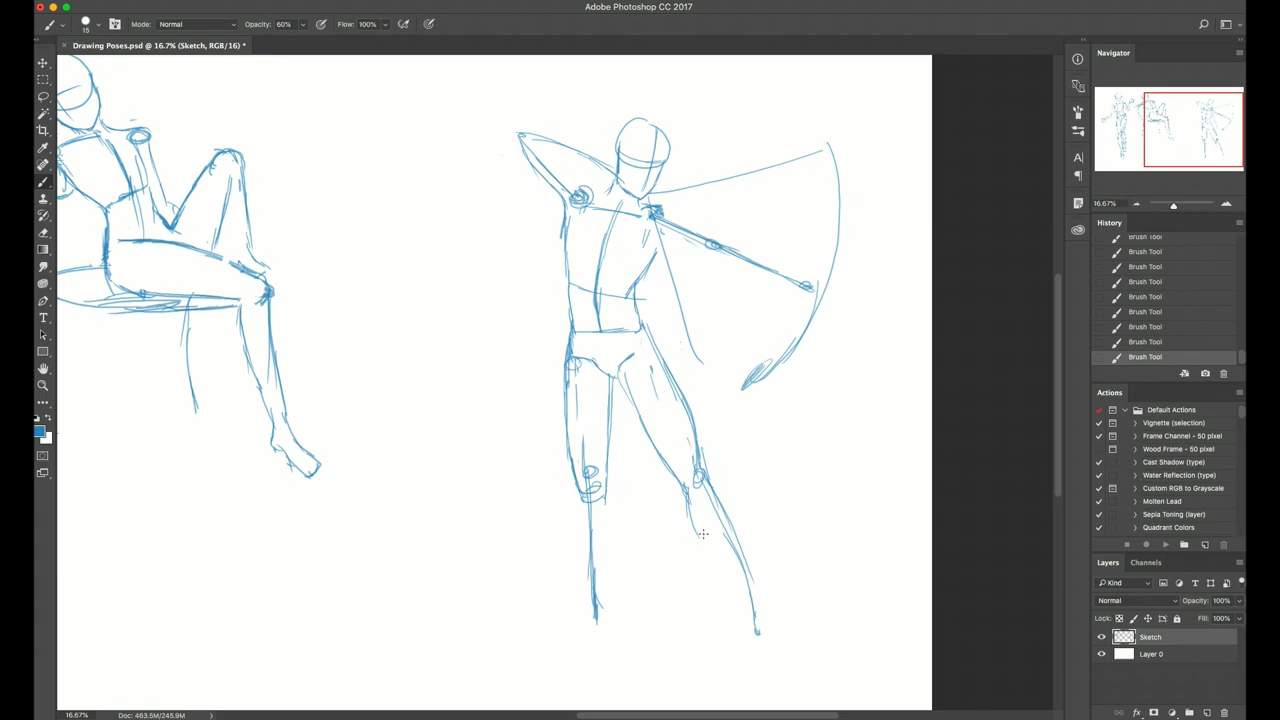 Adobe Photoshop CC 2017
15
Mode: Normal
Opacity: 60%
Flow: 100%
Drawing Poses.psd @ 16.7% (Sketch, RGB/16) *
Navigator
16.67%
History
Brush Tool
Brush Tool
Brush Tool
Brush Tool
Brush Tool
Brush Tool
Brush Tool
Brush Tool
Brush Tool
Actions
Default Actions
Vignette (selection)
Frame Channel - 50 pixel
Wood Frame - 50 pixel
Cast Shadow (type)
Water Reflection (type)
Custom RGB to Grayscale
Molten Lead
Sepia Toning (layer)
Quadrant Colors
Layers Channels
Kind
Normal Opacity: 100%
Lock: Fill: 100%
Sketch
Layer 0
16.67% Doc: 463.5M/245.9M